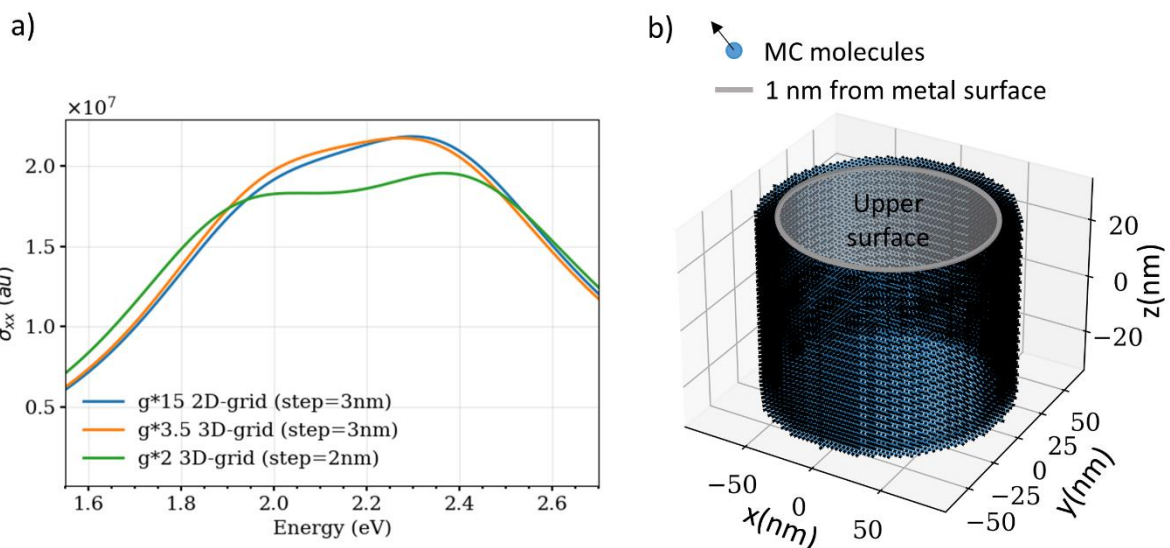 a)
×10⁷
2.0
1.5
1.0
0.5
σxx (au)
g*15 2D-grid (step=3nm)
g*3.5 3D-grid (step=3nm)
g*2 3D-grid (step=2nm)
1.6 1.8 2.0 2.2 2.4 2.6
Energy (eV)
b)
MC molecules
1 nm from metal surface
Upper
surface
20
0
−20
z(nm)
50
25
0
−25
−50
y(nm)
−50
0
50
x(nm)